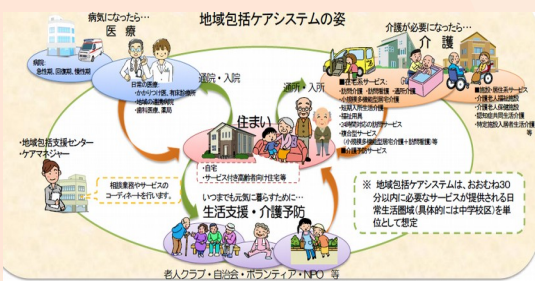 地域包括ケアシステムの姿
病気になったら…
医療
病院:
急性期、回復期、慢性期
日常の医療:
・かかりつけ医、有床診療所
・地域の連携病院
・歯科医療、薬局
通院・入院
介護が必要になったら…
介護
通所・入所
■在宅系サービス:
・訪問介護 ・訪問看護 ・通所介護
・小規模多機能型居宅介護
・短期入所生活介護
・福祉用具
・24時間対応の訪問サービス
・複合型サービス
(小規模多機能型居宅介護+訪問看護)等
■介護予防サービス
■施設・居住系サービス
・介護老人福祉施設
・介護老人保健施設
・認知症共同生活介護
・特定施設入居者生活介護
等
住まい
・自宅
・サービス付き高齢者向け住宅等
・地域包括支援センター
・ケアマネジャー
相談業務やサービスの
コーディネートを行います。
いつまでも元気に暮らすために…
生活支援・介護予防
老人クラブ・自治会・ボランティア・NPO 等
※ 地域包括ケアシステムは、おおむね30
分以内に必要なサービスが提供される日
常生活圏域(具体的には中学校区)を単
位として想定